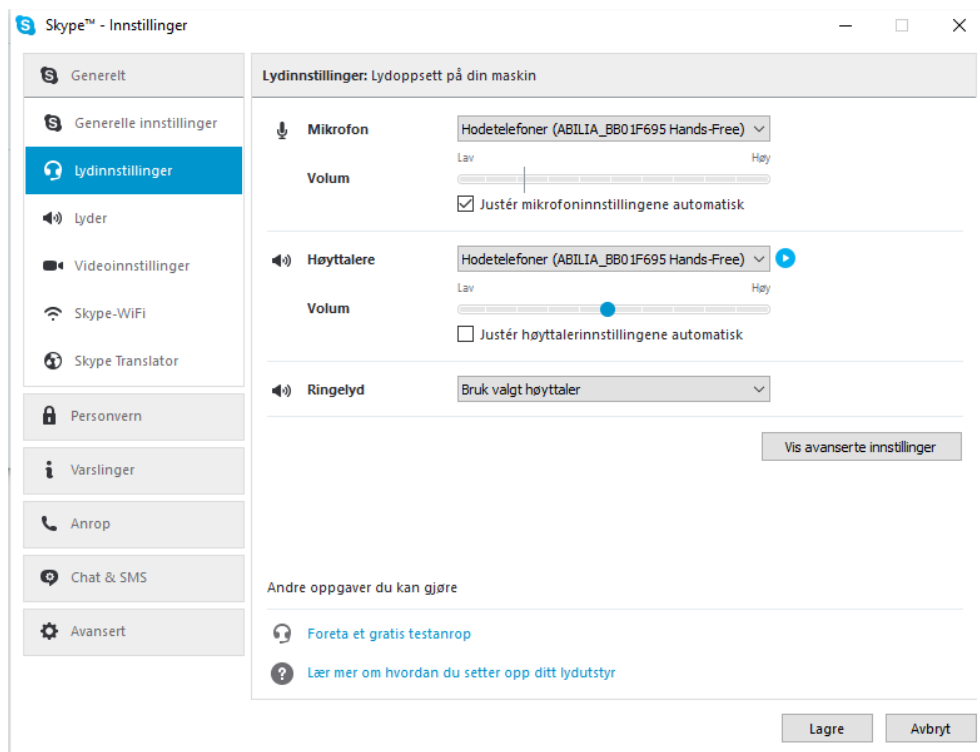 Skype™ - Innstillinger
Generelt
Generelle innstillinger
Lydinnstillinger
Lyder
Videoinnstillinger
Skype-WiFi
Skype Translator
Personvern
Varslinger
Anrop
Chat & SMS
Avansert
Lydinnstillinger: Lydoppsett på din maskin
Mikrofon Hodetelefoner (ABILIA_BB01F695 Hands-Free)
Lav Høy
Volum
Justér mikrofoninnstillingene automatisk
Høyttalere Hodetelefoner (ABILIA_BB01F695 Hands-Free)
Lav Høy
Volum
Justér høyttalerinnstillingene automatisk
Ringelyd Bruk valgt høyttaler
Vis avanserte innstillinger
Andre oppgaver du kan gjøre
Foreta et gratis testanrop
Lær mer om hvordan du setter opp ditt lydutstyr
Lagre Avbryt